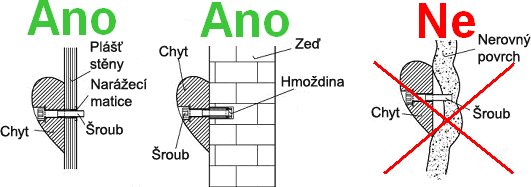 Ano
Plášť
stěny
Narážecí
matice
Chyt
Šroub
Ano
Zeď
Chyt
Hmoždina
Šroub
Ne
Nerovný
povrch
Chyt
Šroub